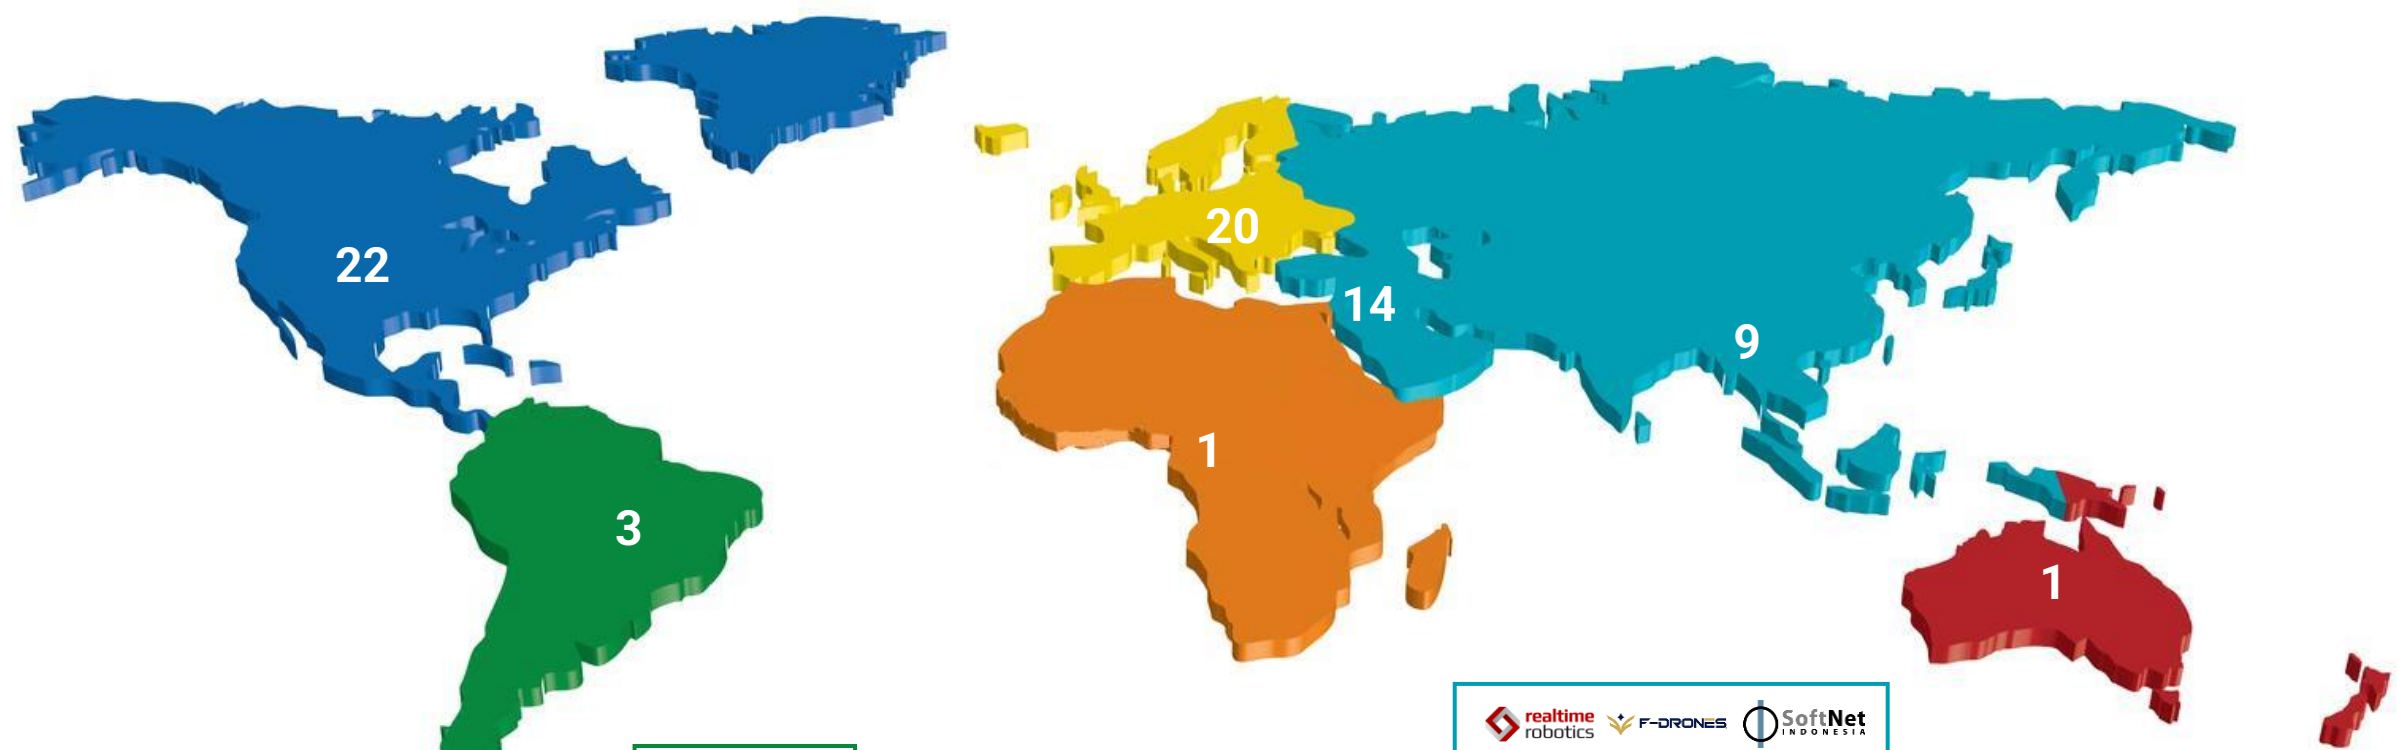 22
20
14
9
1
3
1
realtime
robotics
F-DRONES
SoftNet
INDONESIA